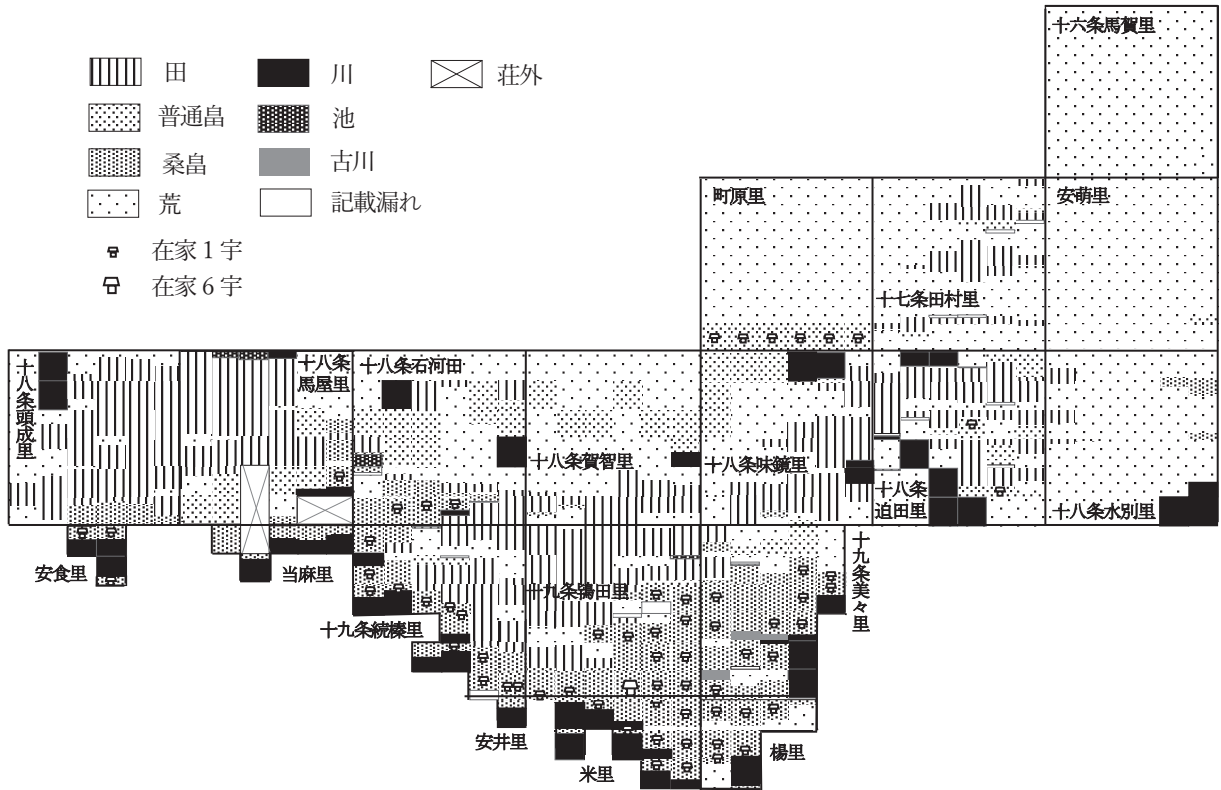 田
川
荘外
普通畠
池
桑畠
古川
荒
記載漏れ
在家1宇
在家6宇
十六条馬賀里
町原里
安萌里
十七条田村里
十八条頭成里
十八条
馬屋里
十八条石河田
十八条賀智里
十八条味鏡里
十八条
迫田里
十八条水別里
安食里
当麻里
十九条鶉田里
十九条美々里
十九条続榛里
安井里
米里
楊里